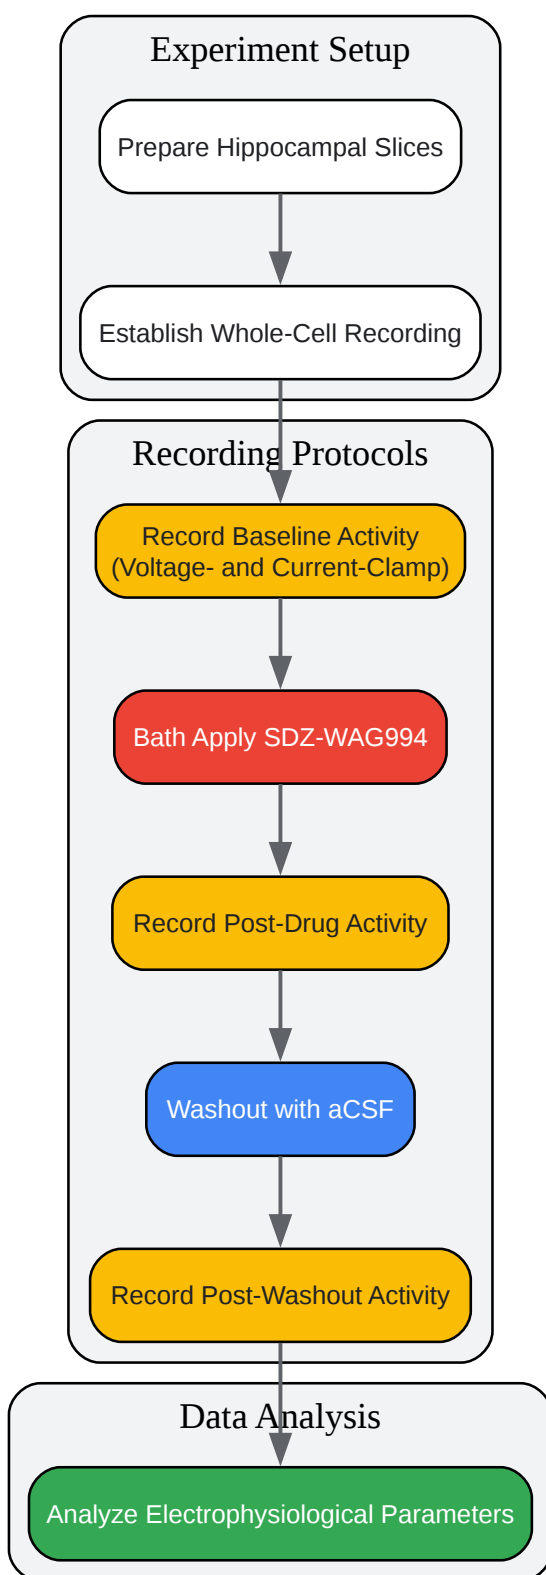 Experiment Setup
Prepare Hippocampal Slices
Establish Whole-Cell Recording
Recording Protocols
Record Baseline Activity
(Voltage- and Current-Clamp)
Bath Apply SDZ-WAG994
Record Post-Drug Activity
Washout with aCSF
Record Post-Washout Activity
Data Analysis
Analyze Electrophysiological Parameters